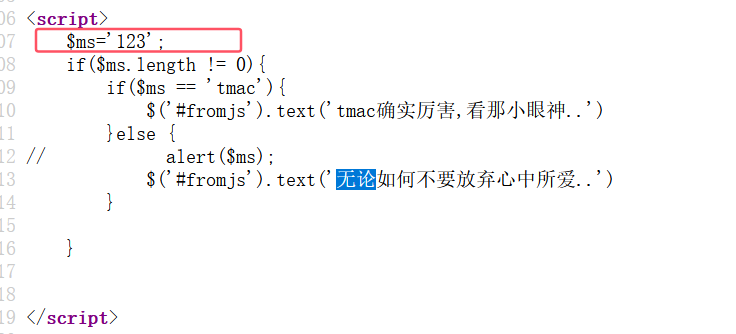 06 <script>
07 $ms='123';
08 if($ms.length != 0){
09 if($ms == 'tmac'){
10 $('#fromjs').text('tmac确实厉害,看那小眼神..')
11 }else {
12 // alert($ms);
13 $('#fromjs').text('无论如何不要放弃心中所爱..')
14 }
15
16 }
17
18
19 </script>